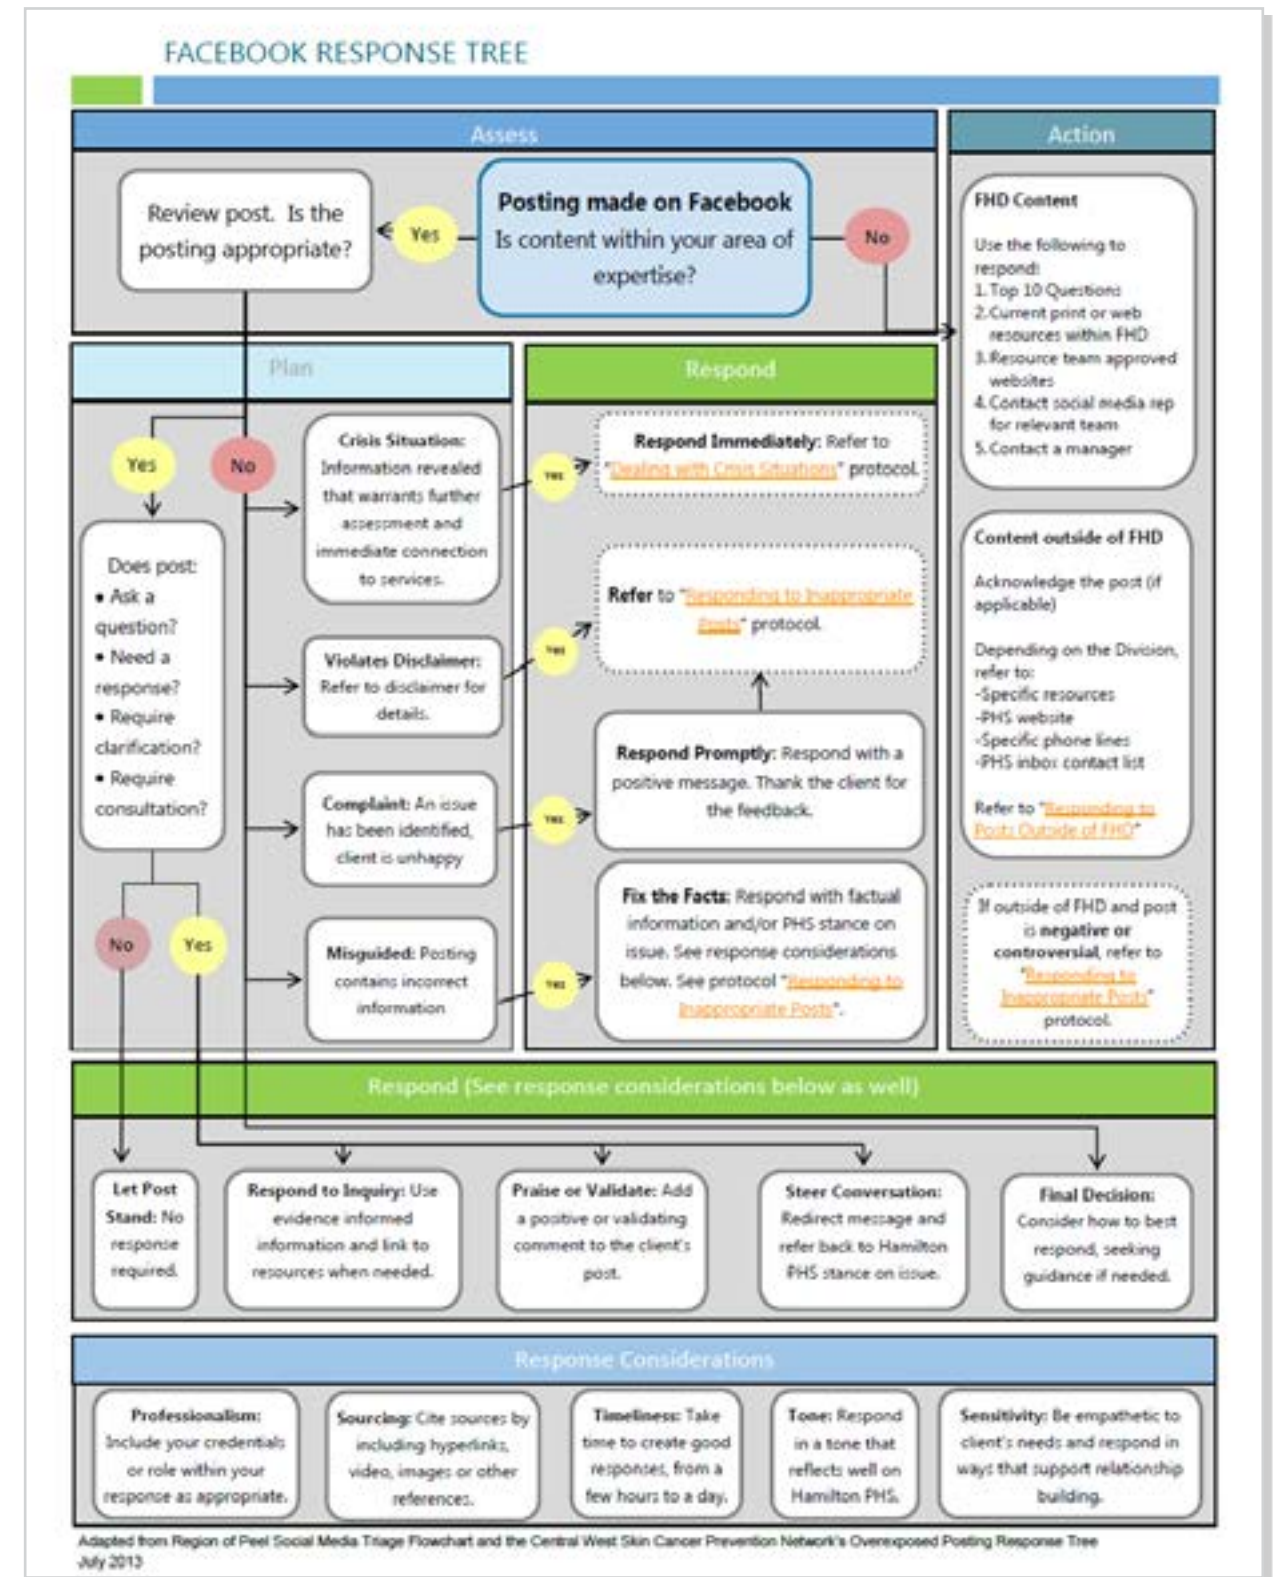 FACEBOOK RESPONSE TREE
Assess
Review post. Is the
posting appropriate?
Yes
Posting made on Facebook
Is content within your area of
expertise?
No
Action
FHD Content
Use the following to
respond:
1. Top 10 Questions
2. Current print or web
resources within FHD
3. Resource team approved
websites
4. Contact social media rep
for relevant team
5. Contact a manager
Content outside of FHD
Acknowledge the post (if
applicable)
Depending on the Division,
refer to:
-Specific resources
-PHS website
-Specific phone lines
-PHS inbox contact list
Refer to "Responding to
Posts Outside of FHD"
If outside of FHD and post
is negative or
controversial, refer to
"Responding to
Inappropriate Posts"
protocol.
Plan
Yes
No
Does post:
• Ask a
question?
• Need a
response?
• Require
clarification?
• Require
consultation?
No
Yes
Crisis Situation:
Information revealed
that warrants further
assessment and
immediate connection
to services.
Yes
Violates Disclaimer:
Refer to disclaimer for
details.
Yes
Complaint: An issue
has been identified,
client is unhappy
Yes
Misguided: Posting
contains incorrect
information
Yes
Respond
Respond Immediately: Refer to
"Dealing with Crisis Situations" protocol.
Refer to "Responding to Inappropriate
Posts" protocol.
Respond Promptly: Respond with a
positive message. Thank the client for
the feedback.
Fix the Facts: Respond with factual
information and/or PHS stance on
issue. See response considerations
below. See protocol "Responding to
Inappropriate Posts".
Respond (See response considerations below as well)
Let Post
Stand: No
response
required.
Respond to Inquiry: Use
evidence informed
information and link to
resources when needed.
Praise or Validate: Add
a positive or validating
comment to the client's
post.
Steer Conversation:
Redirect message and
refer back to Hamilton
PHS stance on issue.
Final Decision:
Consider how to best
respond, seeking
guidance if needed.
Response Considerations
Professionalism:
Include your credentials
or role within your
response as appropriate.
Sourcing: Cite sources by
including hyperlinks,
video, images or other
references.
Timeliness: Take
time to create good
responses, from a
few hours to a day.
Tone: Respond
in a tone that
reflects well on
Hamilton PHS.
Sensitivity: Be empathetic to
client's needs and respond in
ways that support relationship
building.
Adapted from Region of Peel Social Media Triage Flowchart and the Central West Skin Cancer Prevention Network's Overexposed Posting Response Tree
July 2013